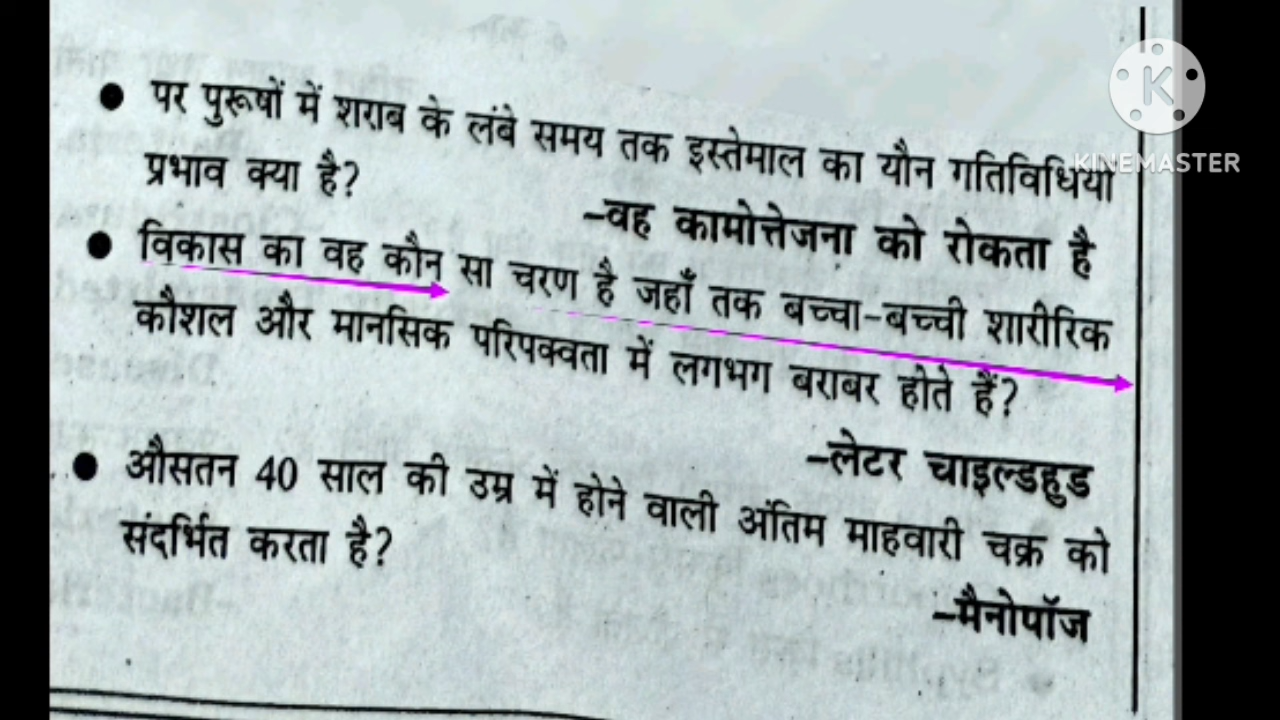 • पर पुरूषों में शराब के लंबे समय तक इस्तेमाल का यौन गतिविधियों
प्रभाव क्या है?
–वह कामोत्तेजना को रोकता है
• विकास का वह कौन सा चरण है जहाँ तक बच्चा-बच्ची शारीरिक
कौशल और मानसिक परिपक्वता में लगभग बराबर होते हैं?
–लेटर चाइल्डहुड
• औसतन 40 साल की उम्र में होने वाली अंतिम माहवारी चक्र को
संदर्भित करता है?
–मैनोपॉज
K
KINEMASTER